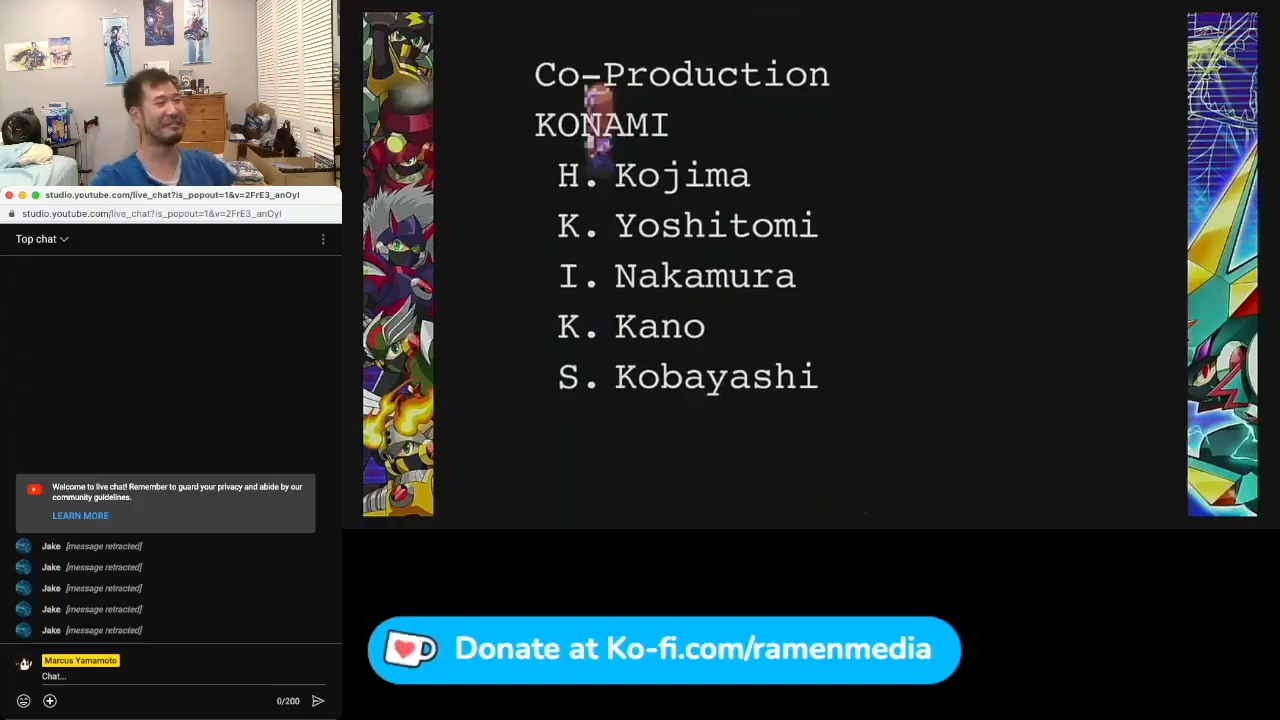 studio.youtube.com/live_chat?is_popout=1&v=2FrE3_anOyI
studio.youtube.com/live_chat?is_popout=1&v=2FrE3_anOyI
Top chat
Welcome to live chat! Remember to guard your privacy and abide by our
community guidelines.
LEARN MORE
Jake [message retracted]
Jake [message retracted]
Jake [message retracted]
Jake [message retracted]
Jake [message retracted]
Marcus Yamamoto
Chat...
0/200
Co-Production
KONAMI
H. Kojima
K. Yoshitomi
I. Nakamura
K. Kano
S. Kobayashi
Donate at Ko-fi.com/ramenmedia